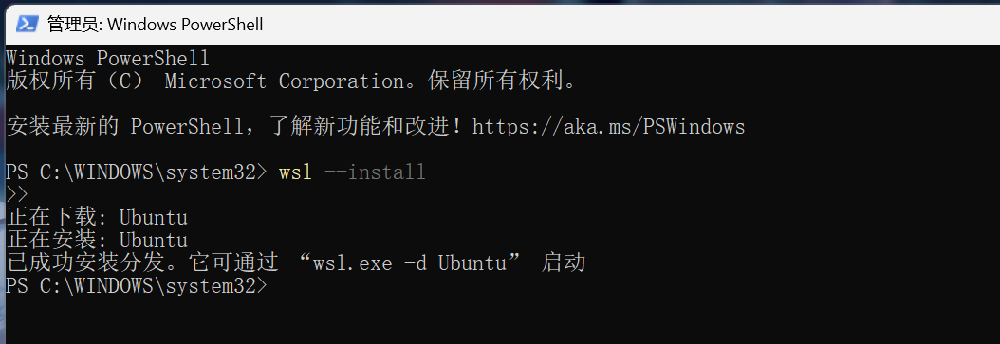 管理员: Windows PowerShell
Windows PowerShell
版权所有（C） Microsoft Corporation。保留所有权利。
安装最新的 PowerShell，了解新功能和改进！https://aka.ms/PSWindows
PS C:\WINDOWS\system32> wsl --install
>>
正在下载: Ubuntu
正在安装: Ubuntu
已成功安装分发。它可通过 “wsl.exe -d Ubuntu” 启动
PS C:\WINDOWS\system32>